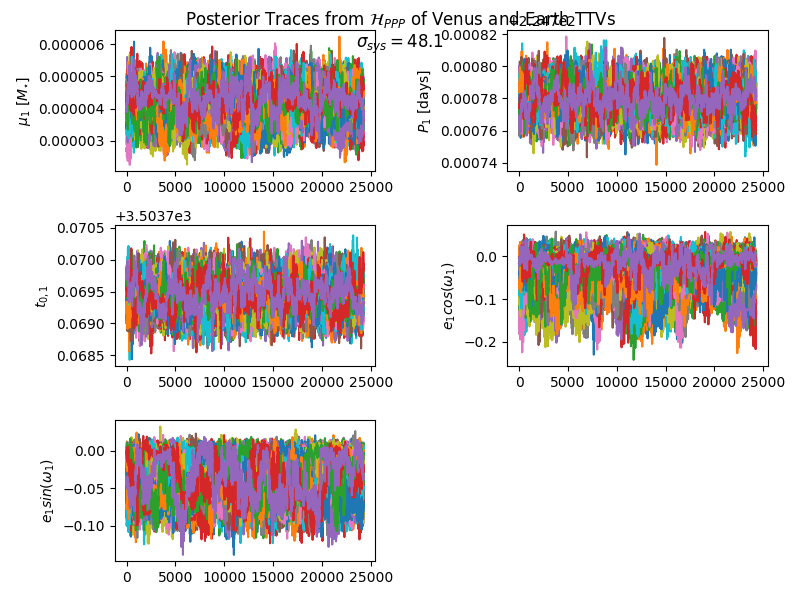 Posterior Traces from $\mathcal{H}_{PPP}$ of Venus and Earth TTVs
$\sigma_{sys} = 48.1$
0.000006
0.000005
0.000004
0.000003
$\mu_1$ [$M_{\star}$]
0 5000 10000 15000 20000 25000
+2.247e2
0.00082
0.00080
0.00078
0.00076
0.00074
$P_1$ [days]
0 5000 10000 15000 20000 25000
+3.5037e3
0.0705
0.0700
0.0695
0.0690
0.0685
$t_{0,1}$
0 5000 10000 15000 20000 25000
0.0
−0.1
−0.2
$e_1cos(\omega_1)$
0 5000 10000 15000 20000 25000
0.00
−0.05
−0.10
$e_1sin(\omega_1)$
0 5000 10000 15000 20000 25000